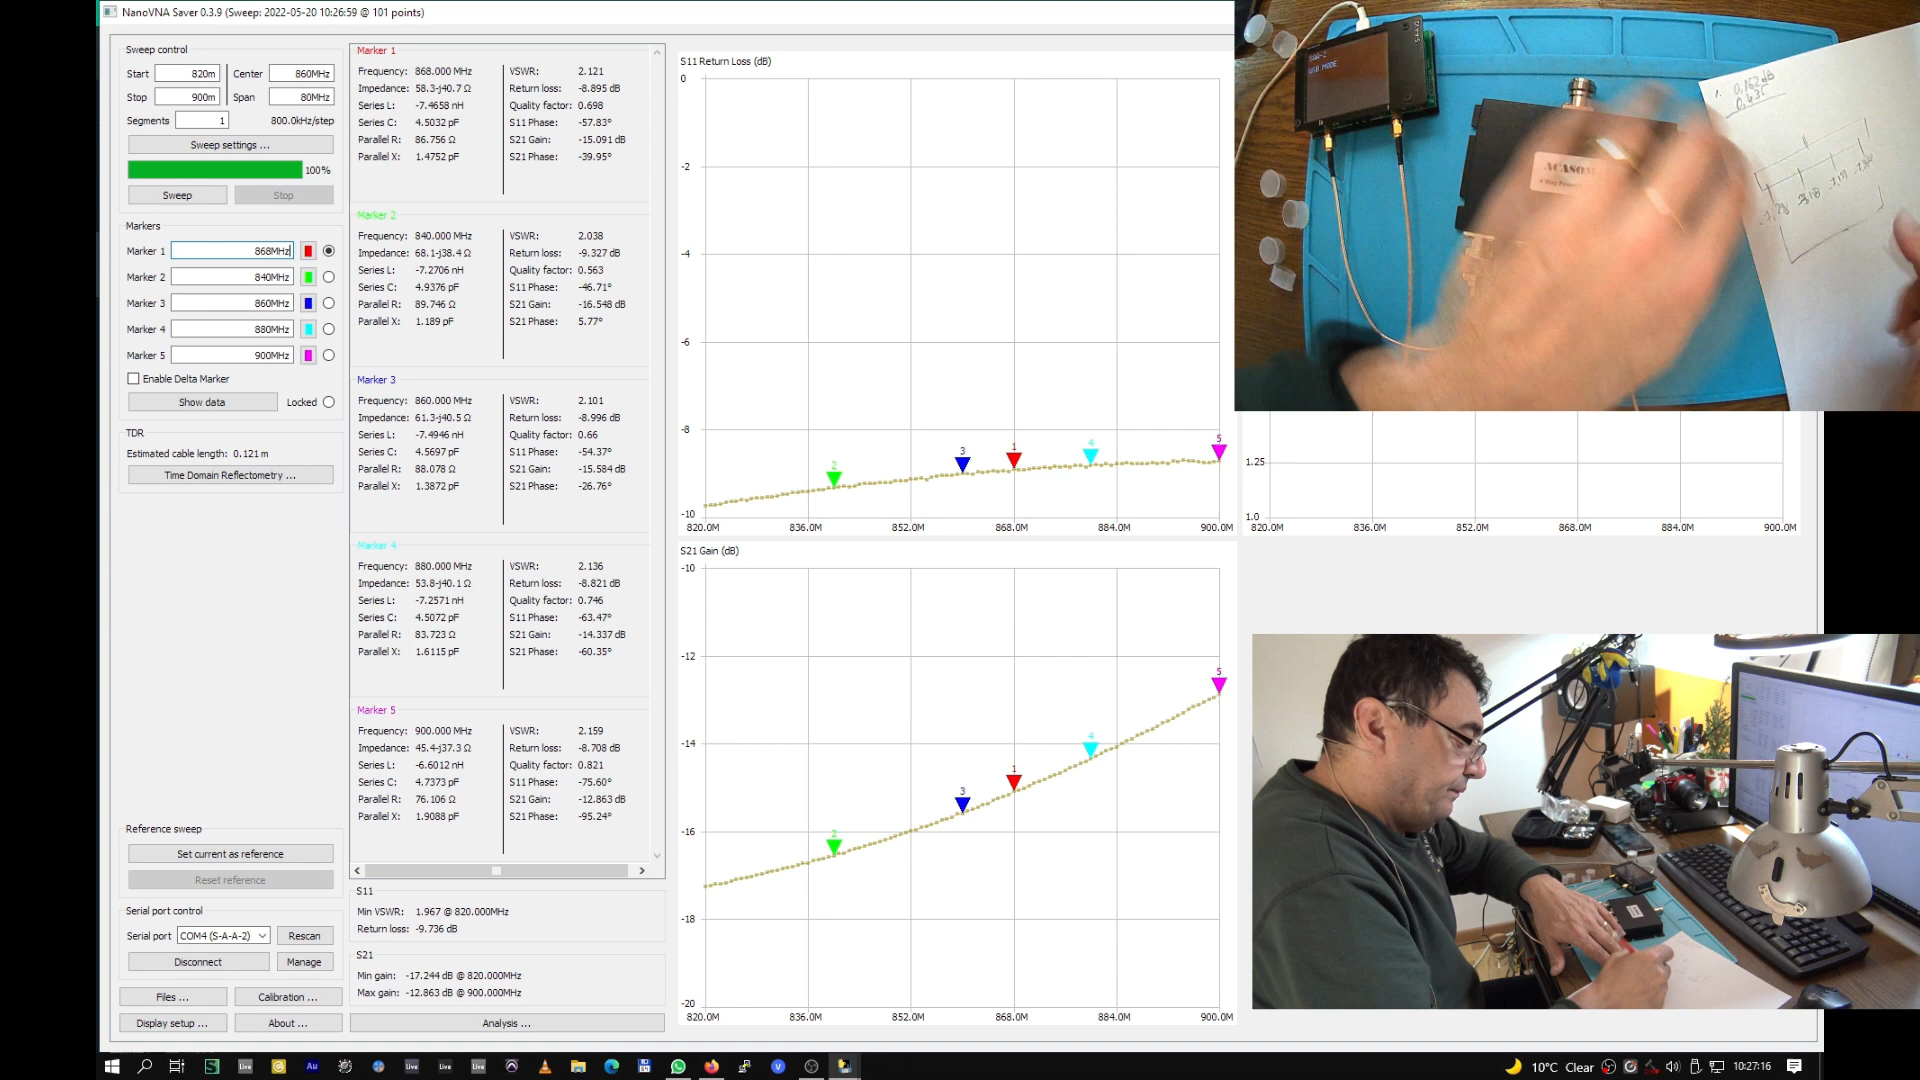 NanoVNA Saver 0.3.9 (Sweep: 2022-05-20 10:26:59 @ 101 points)
Sweep control
Start 820m Center 860MHz
Stop 900m Span 80MHz
Segments 1 800.0kHz/step
Sweep settings ...
100%
Sweep Stop
Markers
Marker 1 868MHz
Marker 2 840MHz
Marker 3 860MHz
Marker 4 880MHz
Marker 5 900MHz
Enable Delta Marker
Show data Locked
TDR
Estimated cable length: 0.121 m
Time Domain Reflectometry ...
Reference sweep
Set current as reference
Reset reference
Serial port control
Serial port COM4 (S-A-A-2) Rescan
Disconnect Manage
Files ... Calibration ...
Display setup ... About ...
Marker 1
Frequency: 868.000 MHz VSWR: 2.121
Impedance: 58.3-j40.7 Ω Return loss: -8.895 dB
Series L: -7.4658 nH Quality factor: 0.698
Series C: 4.5032 pF S11 Phase: -57.83°
Parallel R: 86.756 Ω S21 Gain: -15.091 dB
Parallel X: 1.4752 pF S21 Phase: -39.95°
Marker 2
Frequency: 840.000 MHz VSWR: 2.038
Impedance: 68.1-j38.4 Ω Return loss: -9.327 dB
Series L: -7.2706 nH Quality factor: 0.563
Series C: 4.9376 pF S11 Phase: -46.71°
Parallel R: 89.746 Ω S21 Gain: -16.548 dB
Parallel X: 1.189 pF S21 Phase: 5.77°
Marker 3
Frequency: 860.000 MHz VSWR: 2.101
Impedance: 61.3-j40.5 Ω Return loss: -8.996 dB
Series L: -7.4946 nH Quality factor: 0.66
Series C: 4.5697 pF S11 Phase: -54.37°
Parallel R: 88.078 Ω S21 Gain: -15.584 dB
Parallel X: 1.3872 pF S21 Phase: -26.76°
Marker 4
Frequency: 880.000 MHz VSWR: 2.136
Impedance: 53.8-j40.1 Ω Return loss: -8.821 dB
Series L: -7.2571 nH Quality factor: 0.746
Series C: 4.5072 pF S11 Phase: -63.47°
Parallel R: 83.723 Ω S21 Gain: -14.337 dB
Parallel X: 1.6115 pF S21 Phase: -60.35°
Marker 5
Frequency: 900.000 MHz VSWR: 2.159
Impedance: 45.4-j37.3 Ω Return loss: -8.708 dB
Series L: -6.6012 nH Quality factor: 0.821
Series C: 4.7373 pF S11 Phase: -75.60°
Parallel R: 76.106 Ω S21 Gain: -12.863 dB
Parallel X: 1.9088 pF S21 Phase: -95.24°
S11
Min VSWR: 1.967 @ 820.000MHz
Return loss: -9.736 dB
S21
Min gain: -17.244 dB @ 820.000MHz
Max gain: -12.863 dB @ 900.000MHz
Analysis ...
S11 Return Loss (dB)
0
-2
-4
-6
-8
-10
2 3 1 4 5
820.0M 836.0M 852.0M 868.0M 884.0M 900.0M
S21 Gain (dB)
-10
-12
-14
-16
-18
-20
2 3 1 4 5
820.0M 836.0M 852.0M 868.0M 884.0M 900.0M
1.25
1.0
820.0M 836.0M 852.0M 868.0M 884.0M 900.0M
SAA-2
USB MODE
S-A-A V2
1. 0,162 dB
0,435
10°C Clear
10:27:16